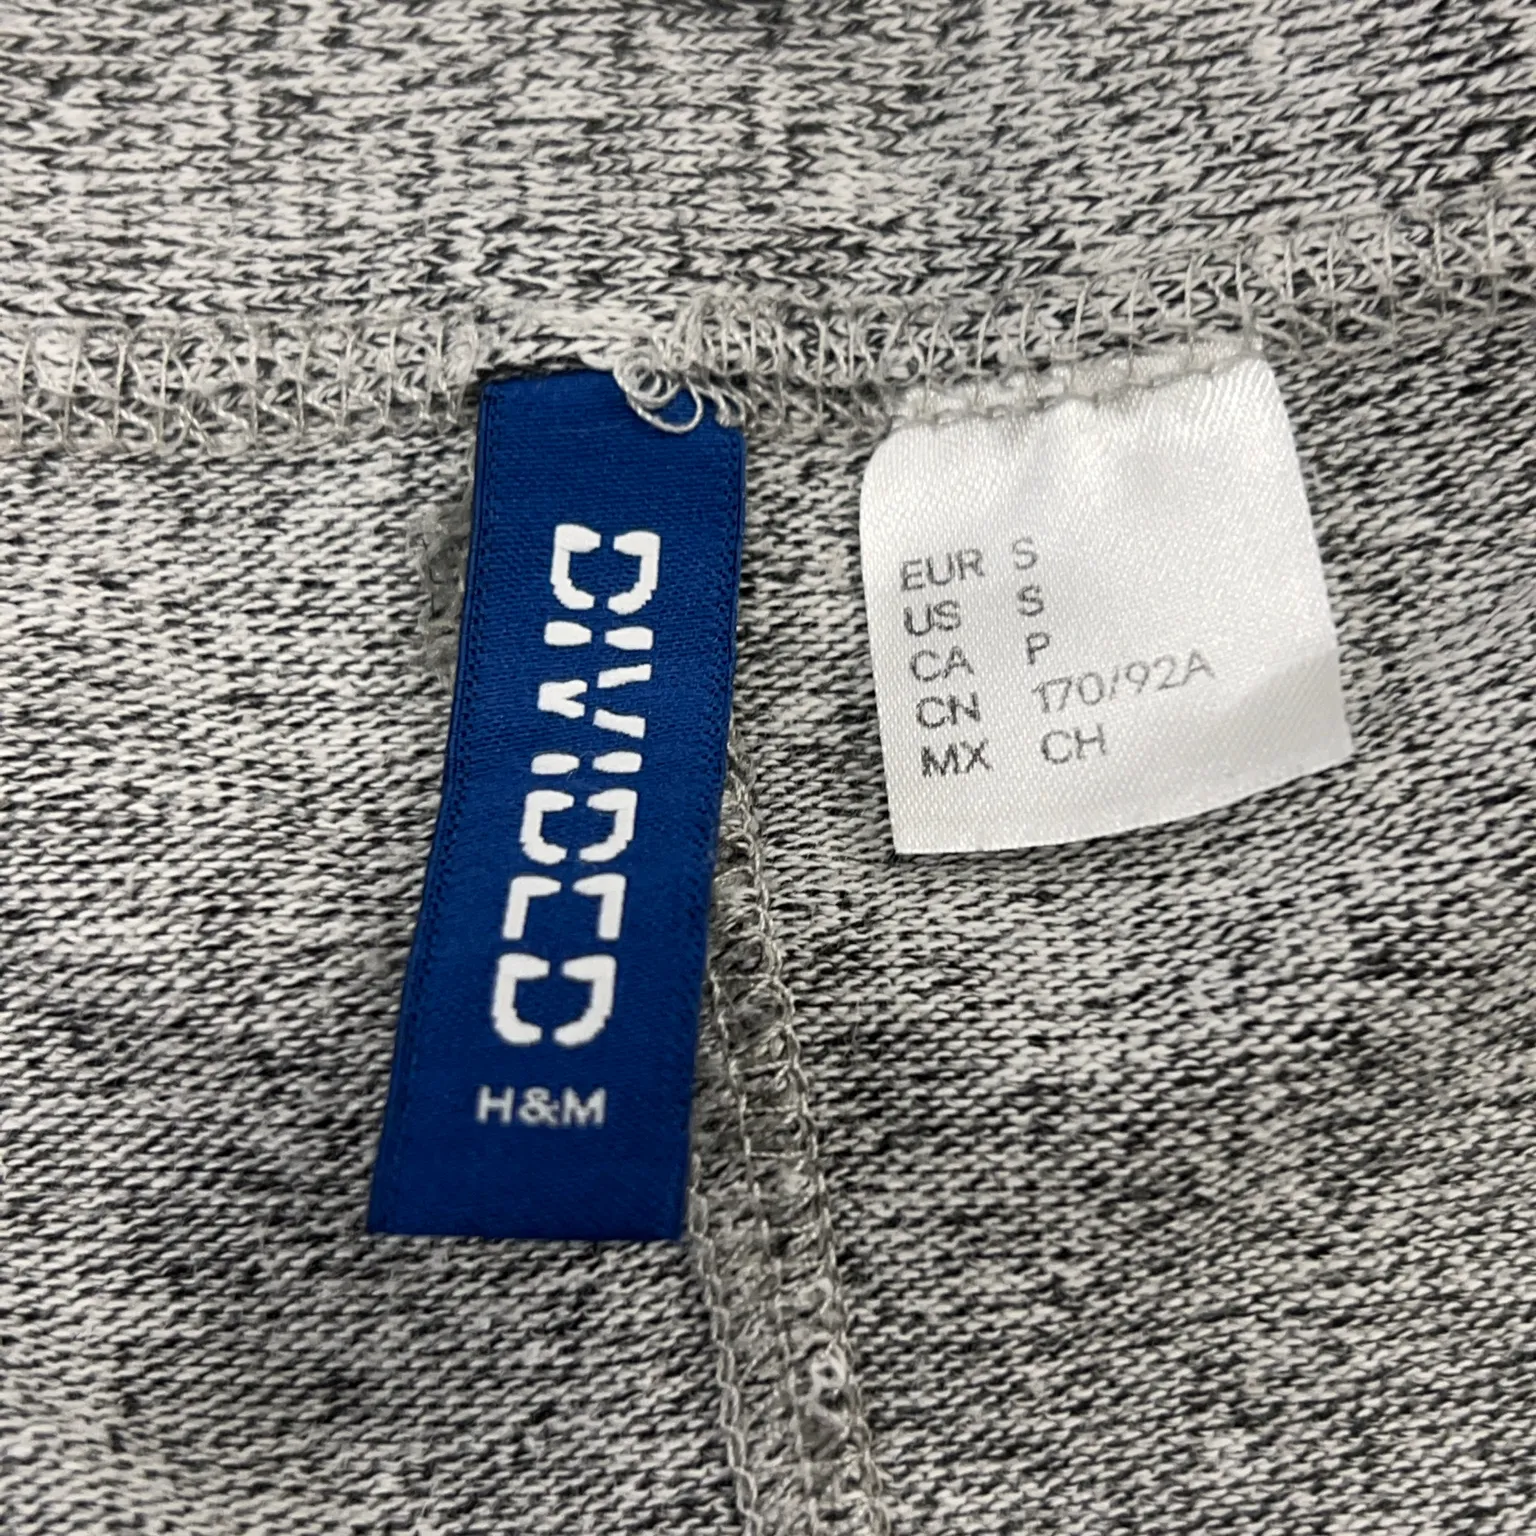 DIVIDED
H&M
EUR S
US S
CA P
CN 170/92A
MX CH